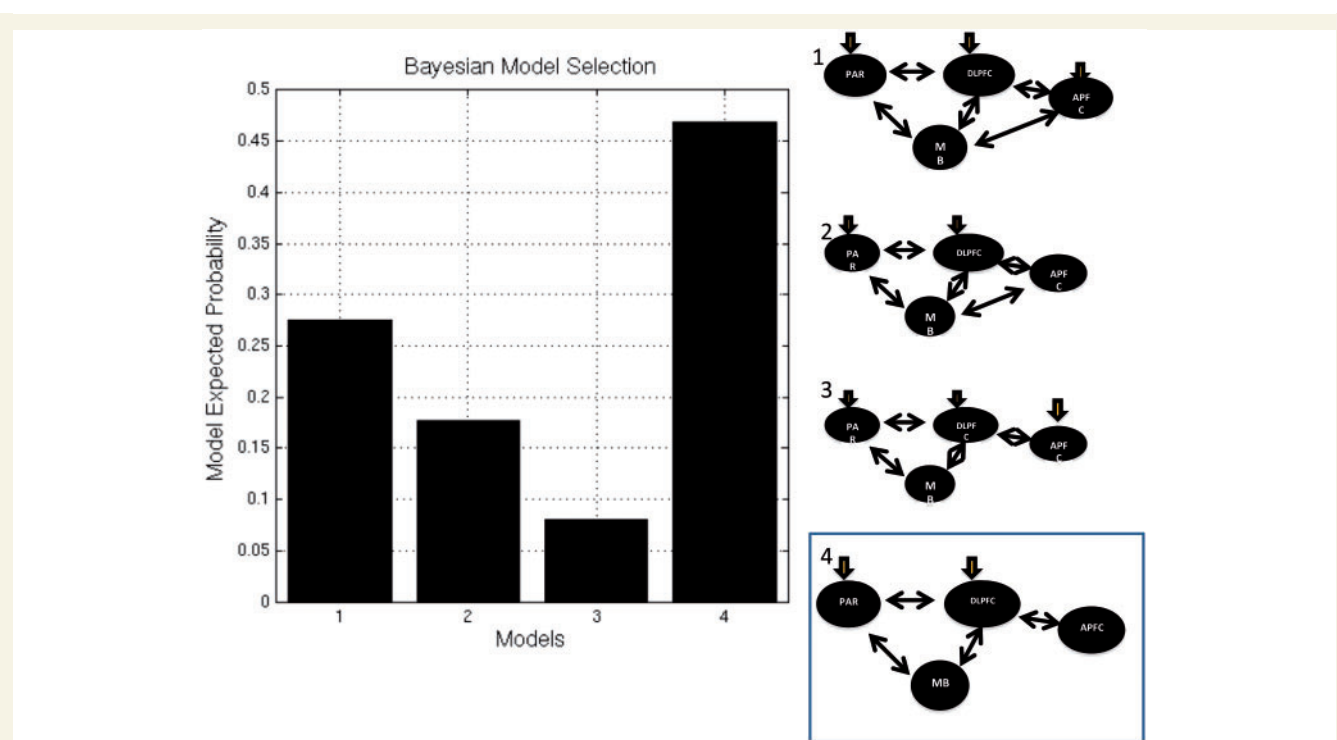 Bayesian Model Selection
Model Expected Probability
0.5
0.45
0.4
0.35
0.3
0.25
0.2
0.15
0.1
0.05
0
1
2
3
4
Models
1
PAR
DLPFC
APF
C
M
B
2
PA
R
DLPFC
APF
C
M
B
3
PA
R
DLPF
C
APF
C
M
B
4
PAR
DLPFC
APFC
MB